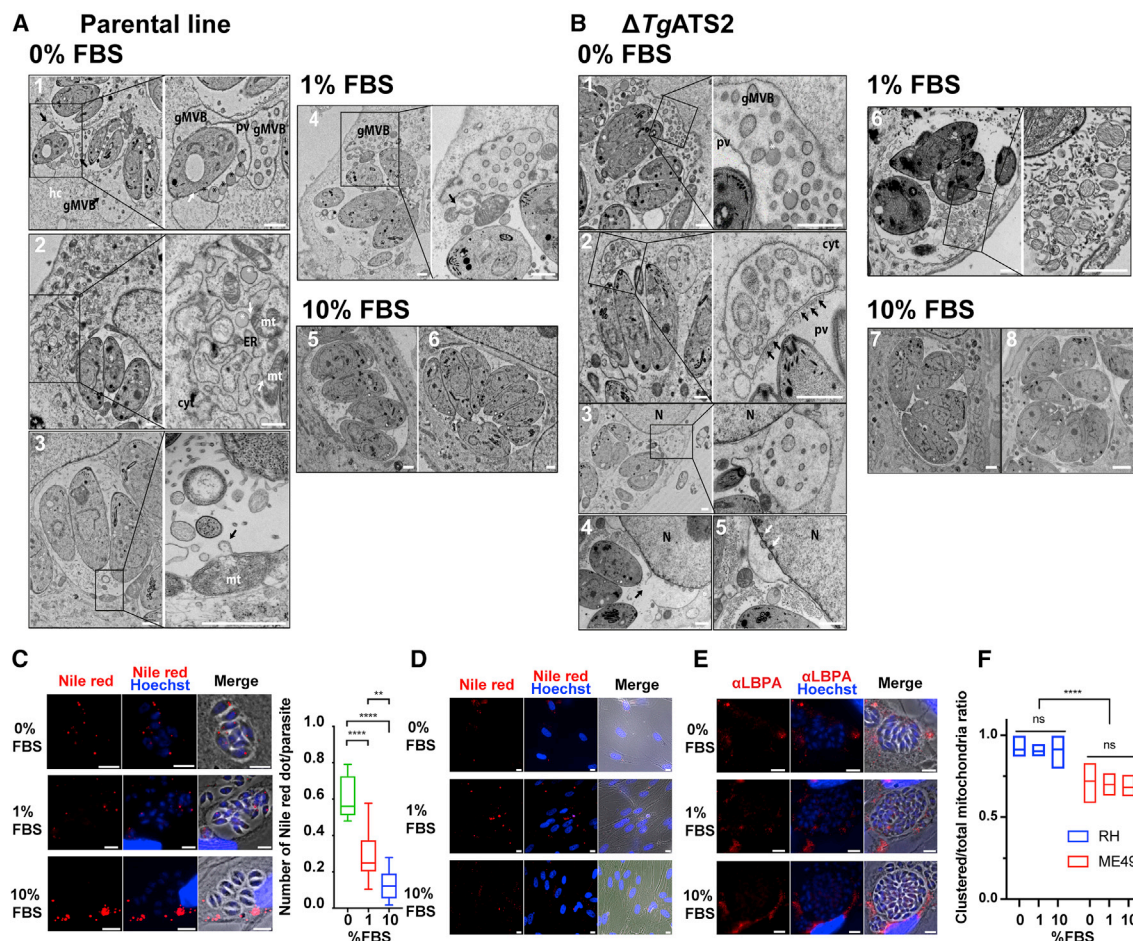 A Parental line
0% FBS
1
gMVB
hc
gMVB
gMVB
pv
gMVB
2
mt
ER
mt
cyt
3
mt
1% FBS
4
gMVB
10% FBS
5
6
B ΔTgATS2
0% FBS
1
gMVB
pv
2
cyt
pv
3
N
N
4
N
5
N
1% FBS
6
10% FBS
7
8
C
Nile red
Nile red
Hoechst
Merge
0%
FBS
1%
FBS
10%
FBS
Number of Nile red dot/parasite
1.0
0.8
0.6
0.4
0.2
0.0
****
****
**
0 1 10
%FBS
D
Nile red
Nile red
Hoechst
Merge
0%
FBS
1%
FBS
10%
FBS
E
αLBPA
αLBPA
Hoechst
Merge
0%
FBS
1%
FBS
10%
FBS
F
Clustered/total mitochondria ratio
1.0
0.5
0.0
****
ns
ns
RH
ME49
0 1 10 0 1 10
%FBS